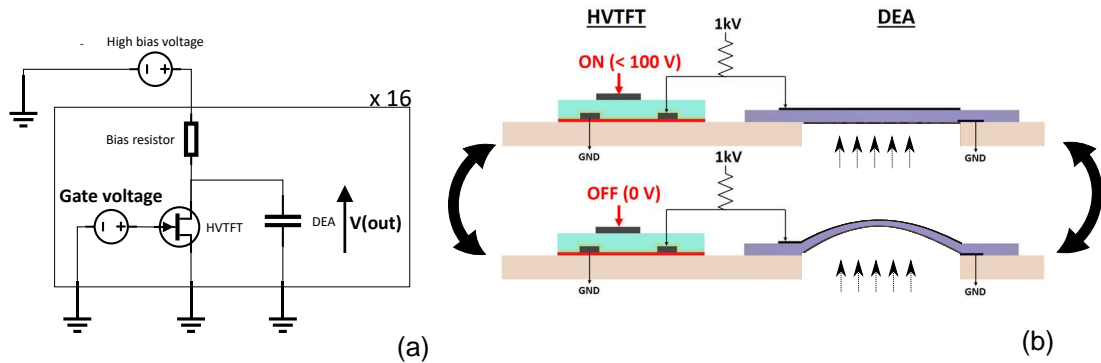 High bias voltage
x 16
Bias resistor
Gate voltage
HVTFT
DEA
V(out)
(a)
HVTFT
DEA
1kV
ON (< 100 V)
GND
GND
1kV
OFF (0 V)
GND
GND
(b)